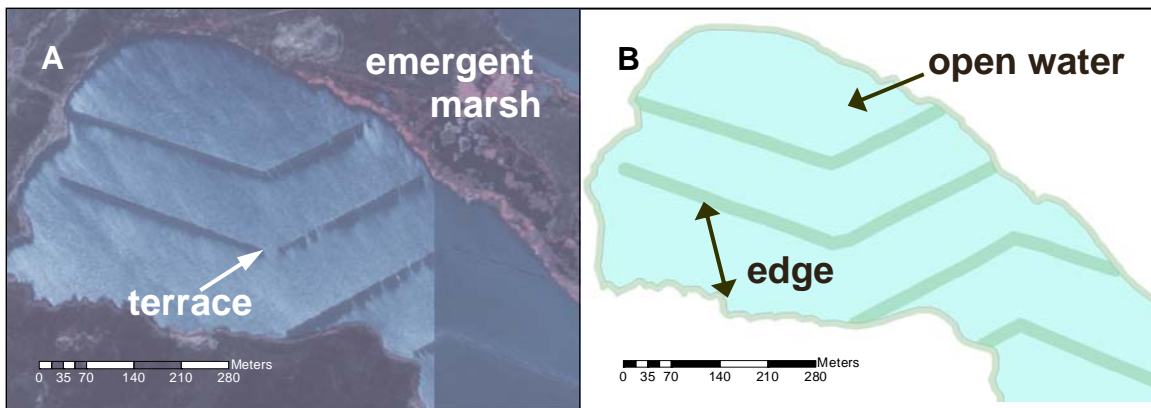 A
emergent
marsh
terrace
Meters
0 35 70 140 210 280
B
open water
edge
Meters
0 35 70 140 210 280